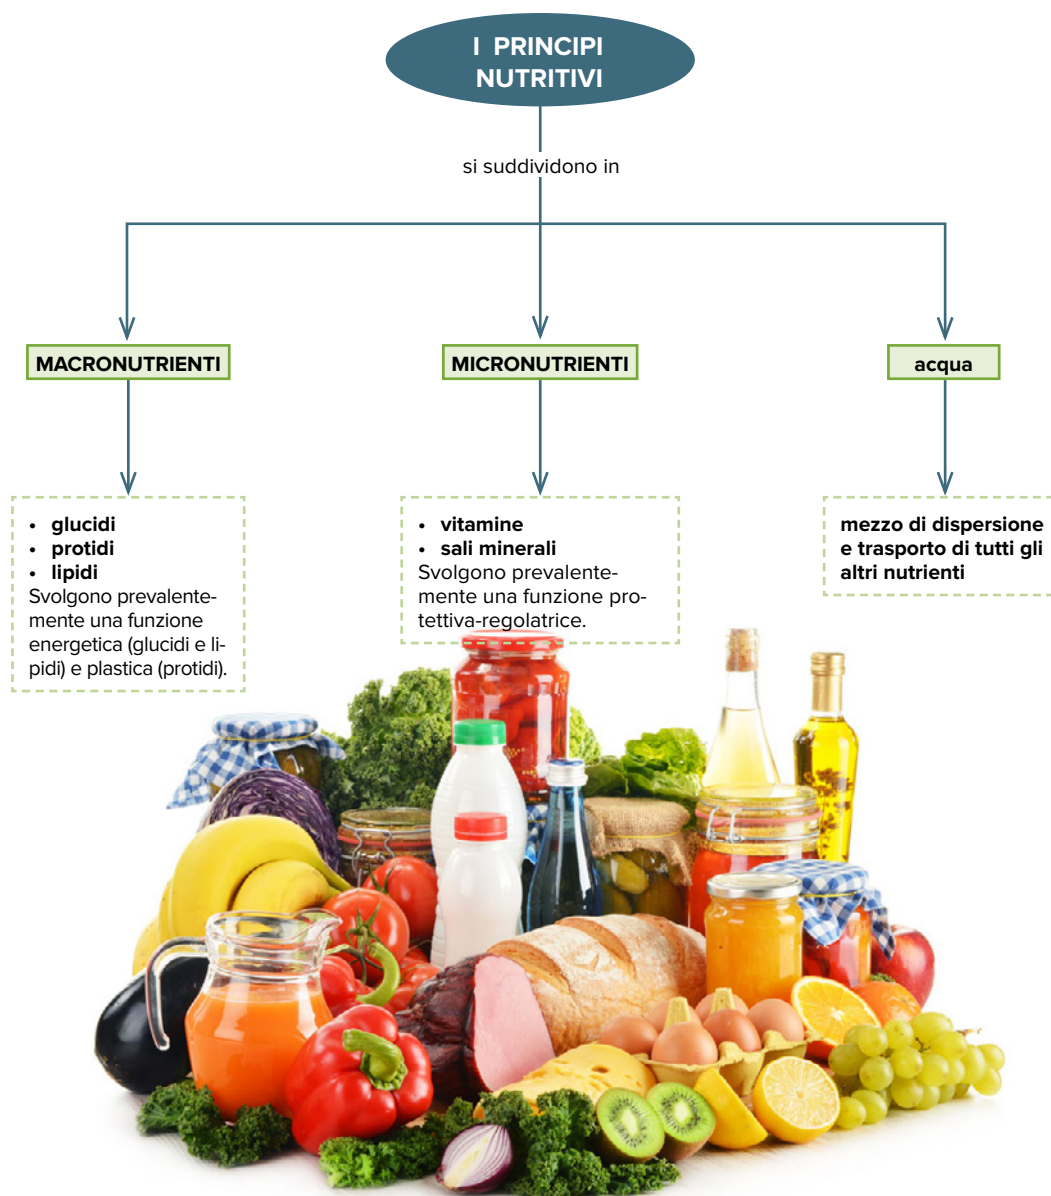 I PRINCIPI
NUTRITIVI
si suddividono in
MACRONUTRIENTI
MICRONUTRIENTI
acqua
• glucidi
• protidi
• lipidi
Svolgono prevalente-
mente una funzione
energetica (glucidi e li-
pidi) e plastica (protidi).
• vitamine
• sali minerali
Svolgono prevalente-
mente una funzione pro-
tettiva-regolatrice.
mezzo di dispersione
e trasporto di tutti gli
altri nutrienti